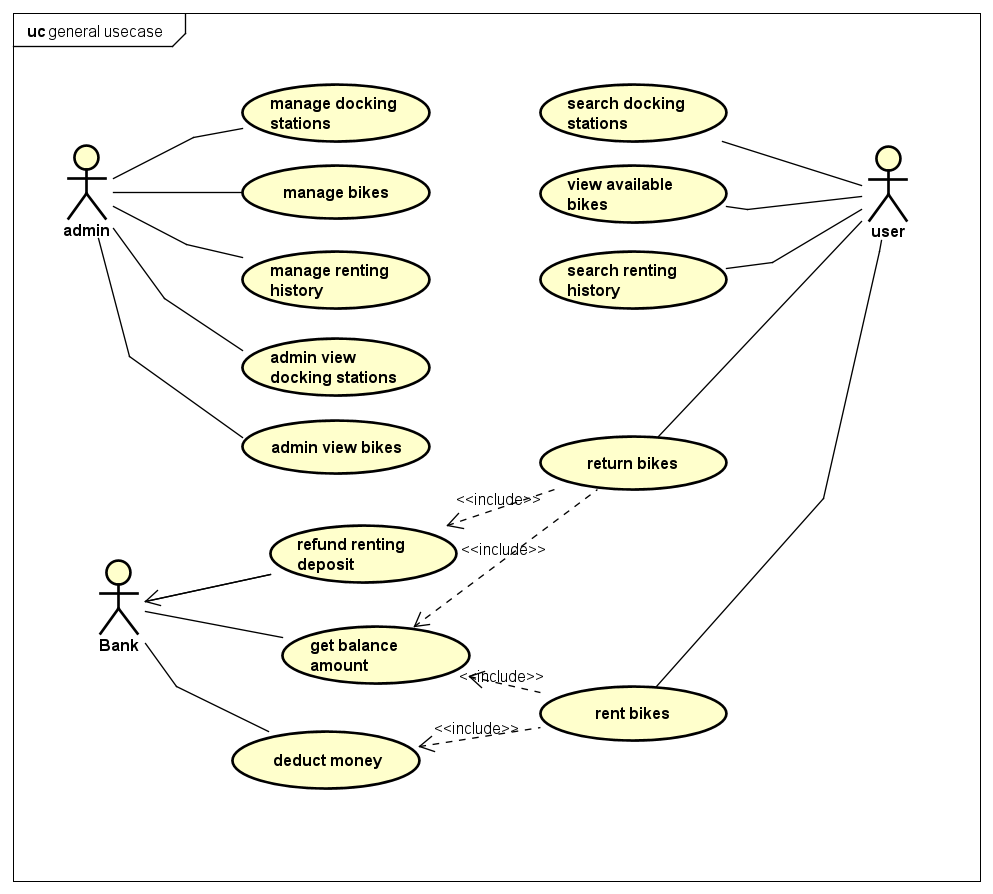 uc general usecase
manage docking
stations
search docking
stations
manage bikes
view available
bikes
admin
user
manage renting
history
search renting
history
admin view
docking stations
admin view bikes
return bikes
<<include>>
refund renting
deposit
<<include>>
Bank
get balance
amount
<<include>>
rent bikes
<<include>>
deduct money